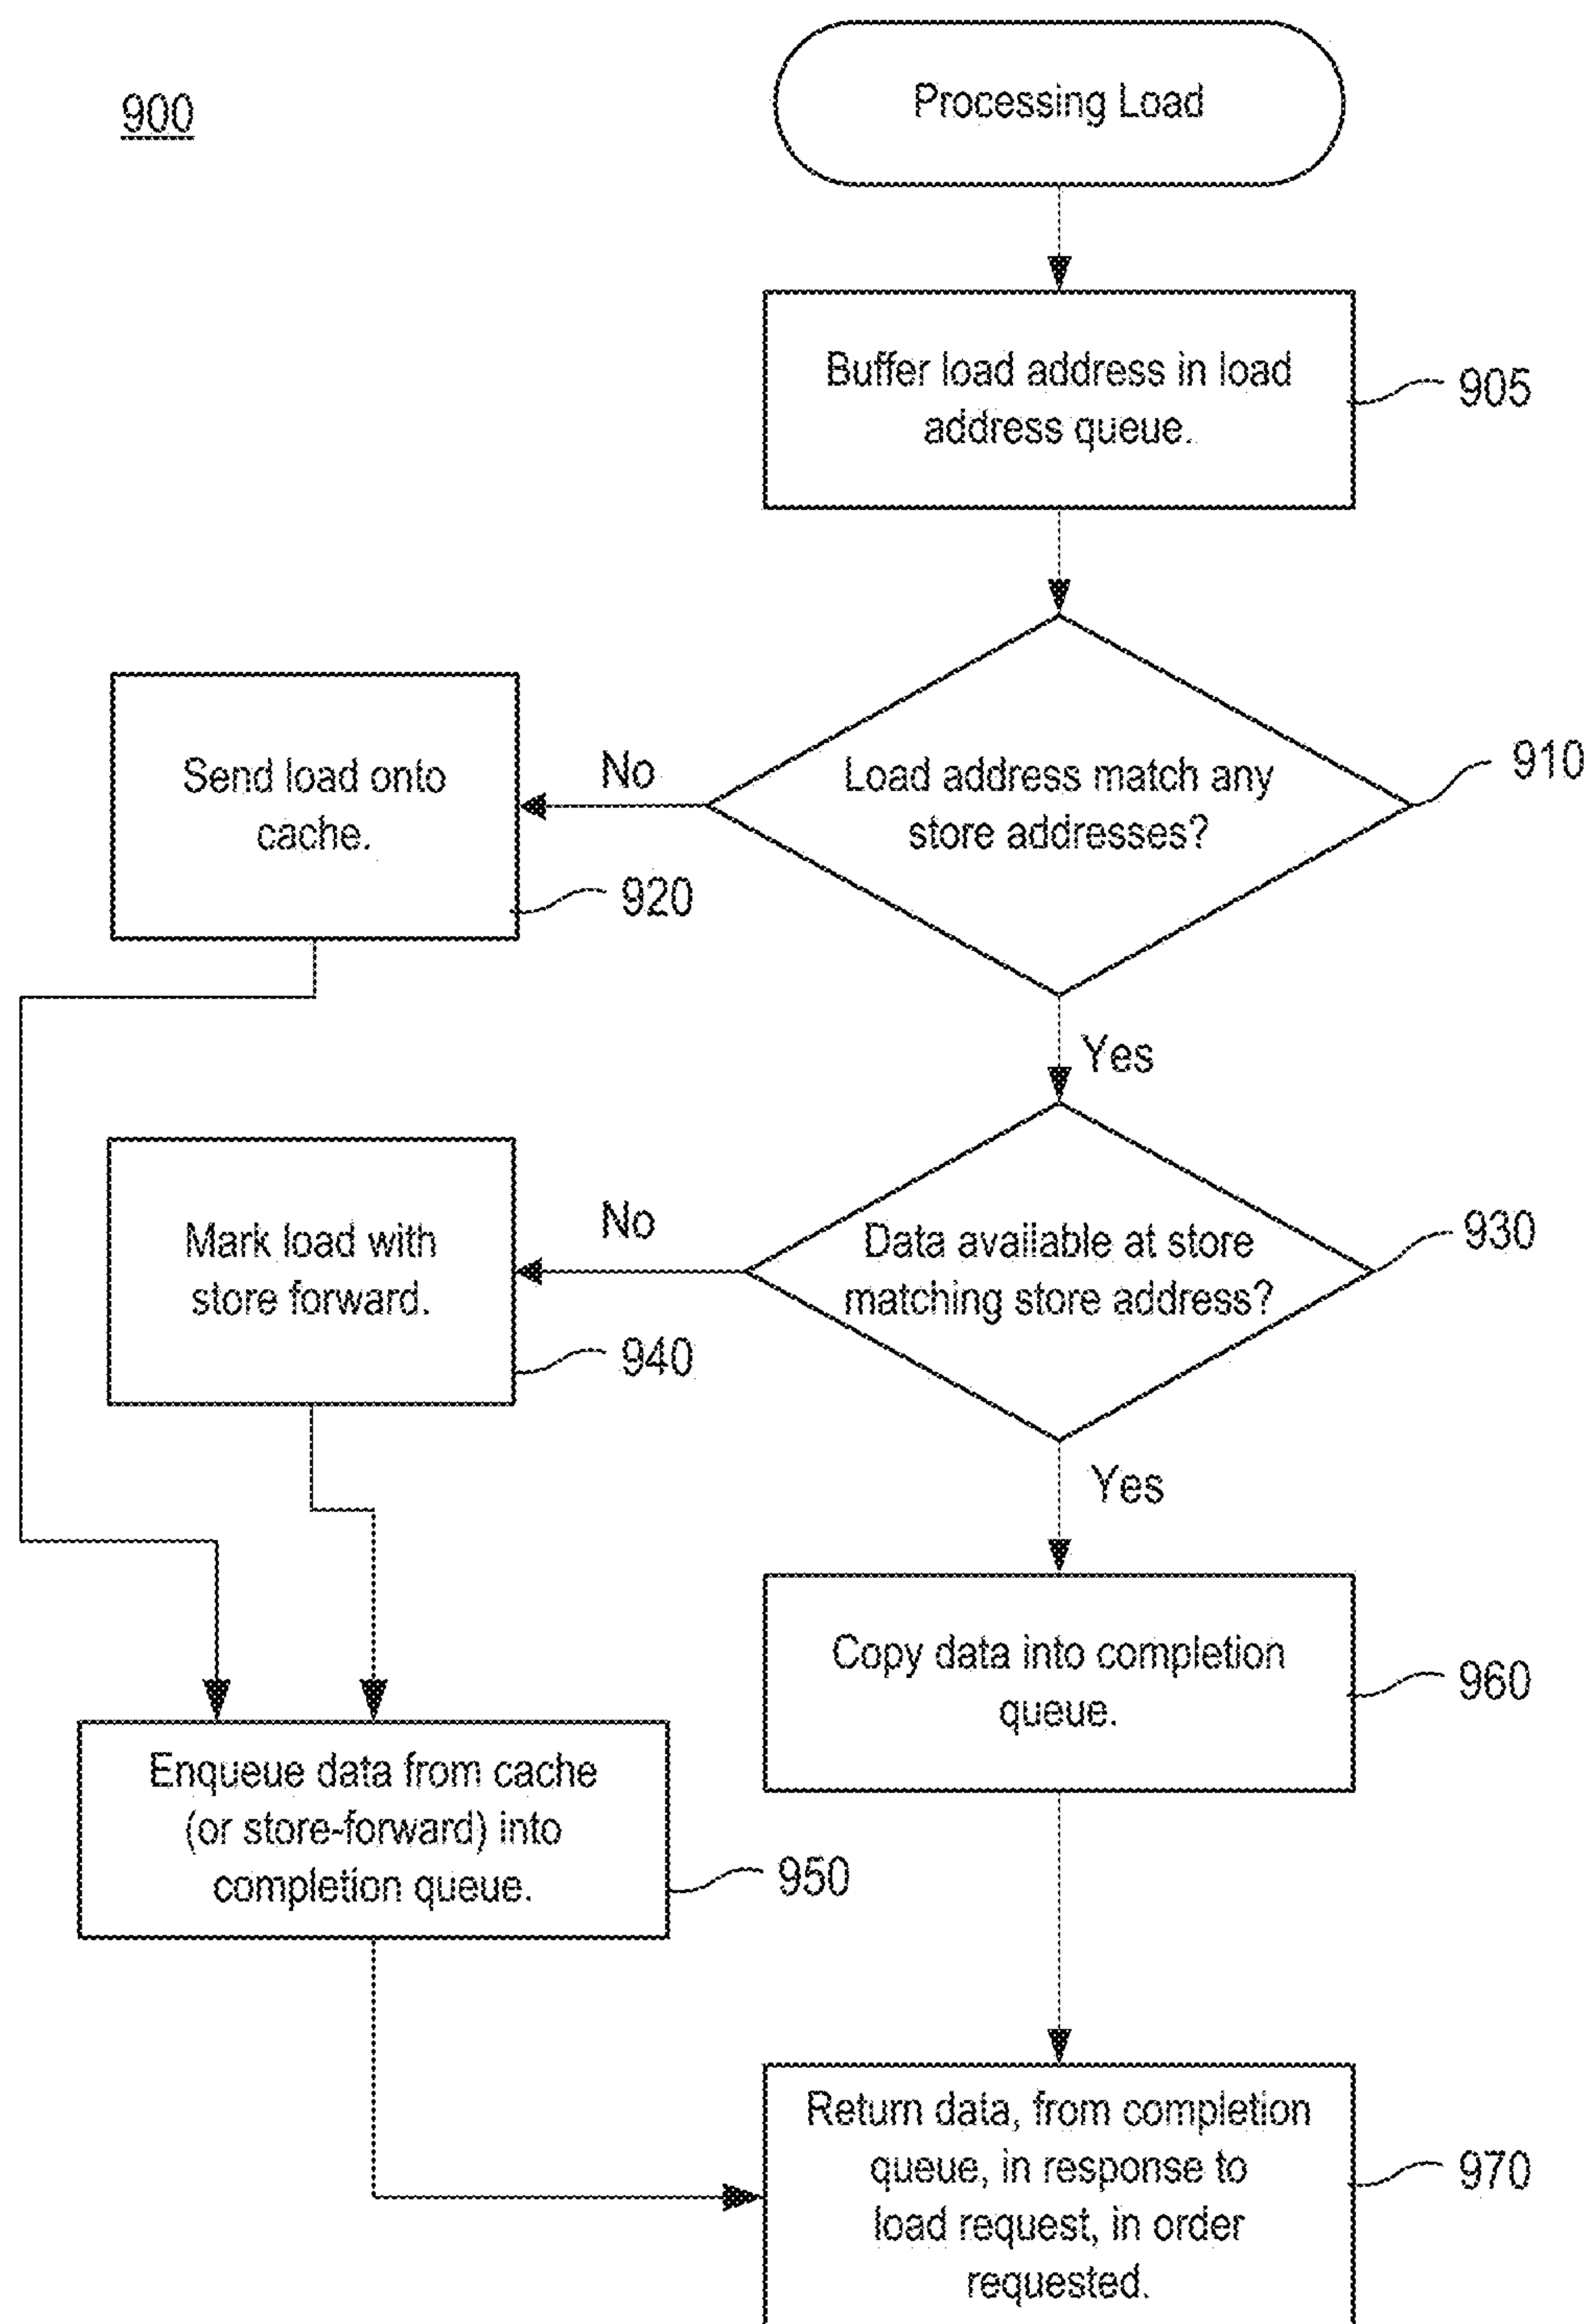 900
Processing Load
Buffer load address in load
address queue.
905
Load address match any
store addresses?
910
No
Send load onto
cache.
920
Yes
Data available at store
matching store address?
930
No
Mark load with
store forward.
940
Yes
Copy data into completion
queue.
960
Enqueue data from cache
(or store-forward) into
completion queue.
950
Return data, from completion
queue, in response to
load request, in order
requested.
970